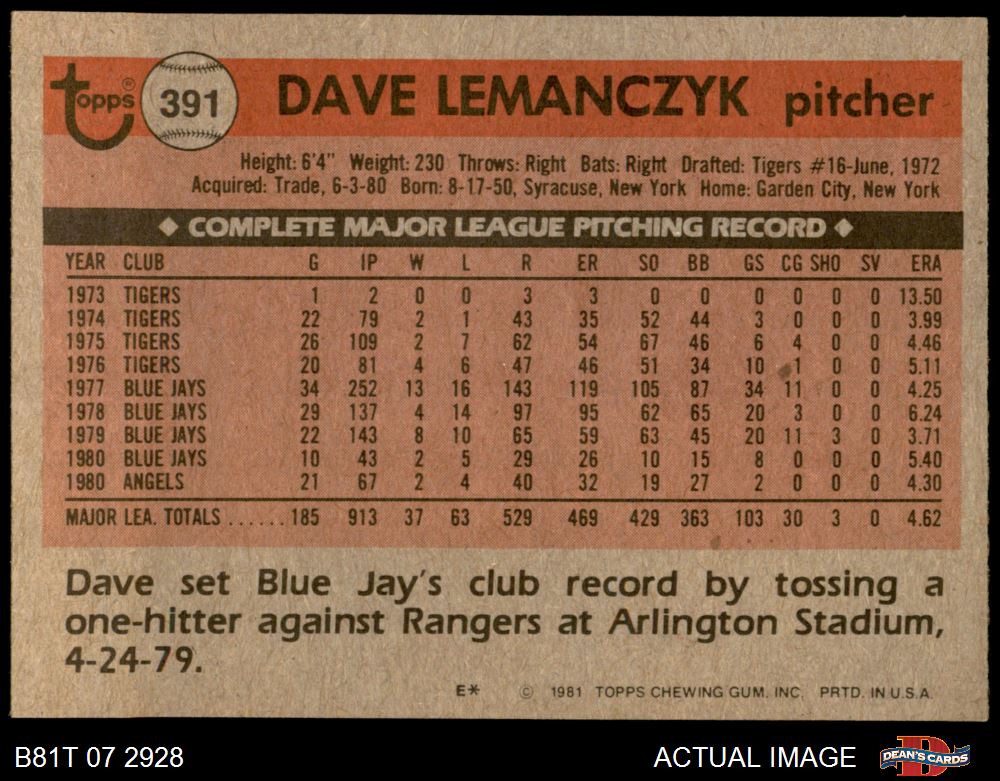 Topps® 391 DAVE LEMANCZYK pitcher
Height: 6'4" Weight: 230 Throws: Right Bats: Right Drafted: Tigers #16-June, 1972
Acquired: Trade, 6-3-80 Born: 8-17-50, Syracuse, New York Home: Garden City, New York
◆ COMPLETE MAJOR LEAGUE PITCHING RECORD ◆
YEAR CLUB G IP W L R ER SO BB GS CG SHO SV ERA
1973 TIGERS 1 2 0 0 3 3 0 0 0 0 0 0 13.50
1974 TIGERS 22 79 2 1 43 35 52 44 3 0 0 0 3.99
1975 TIGERS 26 109 2 7 62 54 67 46 6 4 0 0 4.46
1976 TIGERS 20 81 4 6 47 46 51 34 10 1 0 0 5.11
1977 BLUE JAYS 34 252 13 16 143 119 105 87 34 11 0 0 4.25
1978 BLUE JAYS 29 137 4 14 97 95 62 65 20 3 0 0 6.24
1979 BLUE JAYS 22 143 8 10 65 59 63 45 20 11 3 0 3.71
1980 BLUE JAYS 10 43 2 5 29 26 10 15 8 0 0 0 5.40
1980 ANGELS 21 67 2 4 40 32 19 27 2 0 0 0 4.30
MAJOR LEA. TOTALS ...... 185 913 37 63 529 469 429 363 103 30 3 0 4.62
Dave set Blue Jay's club record by tossing a
one-hitter against Rangers at Arlington Stadium,
4-24-79.
E* © 1981 TOPPS CHEWING GUM, INC. PRTD. IN U.S.A.
B81T 07 2928 ACTUAL IMAGE DEAN'S CARDS